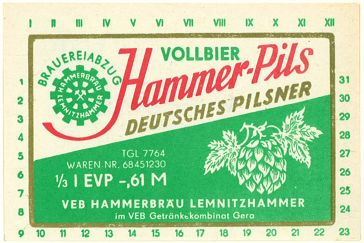 I II III IV V VI VII VIII IX X XI XII
BRAUEREIABZUG
HAMMERBRÄU
LEMNITZHAMMER
VOLLBIER
Hammer-Pils
DEUTSCHES PILSNER
TGL 7764
WAREN NR. 68451230
⅓ l EVP -,61 M
VEB HAMMERBRÄU LEMNITZHAMMER
im VEB Getränkekombinat Gera
1
2
3
4
5
6
7
8
9
10
11
12
13
14
15
16
17
18
19
20
21
22
23
24
25
26
27
28
29
30
31